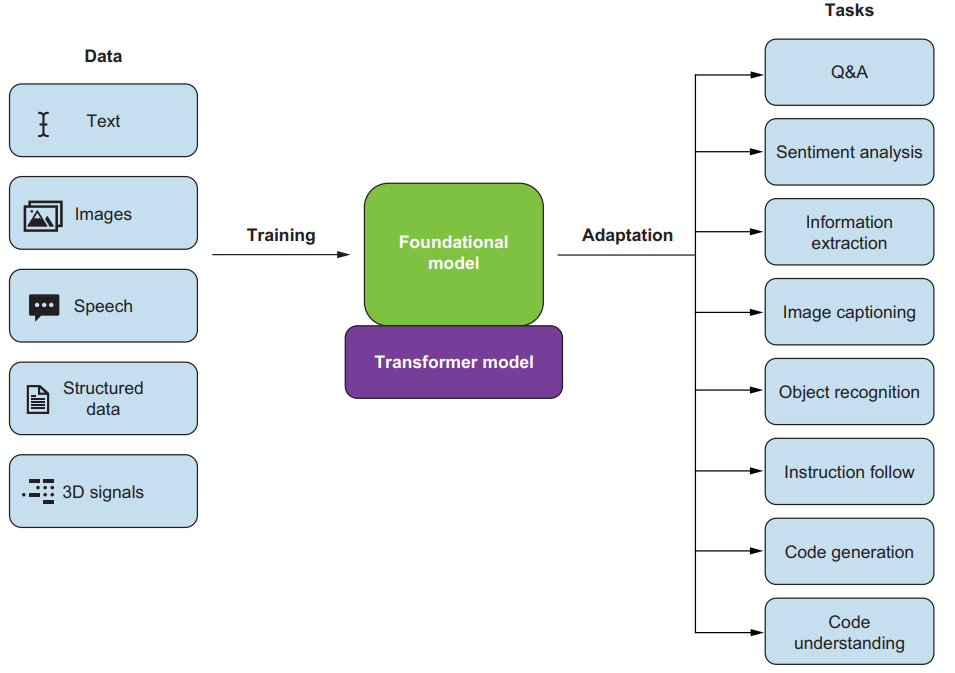 Data
Text
Images
Speech
Structured
data
3D signals
Training
Foundational
model
Transformer model
Adaptation
Tasks
Q&A
Sentiment analysis
Information
extraction
Image captioning
Object recognition
Instruction follow
Code generation
Code
understanding